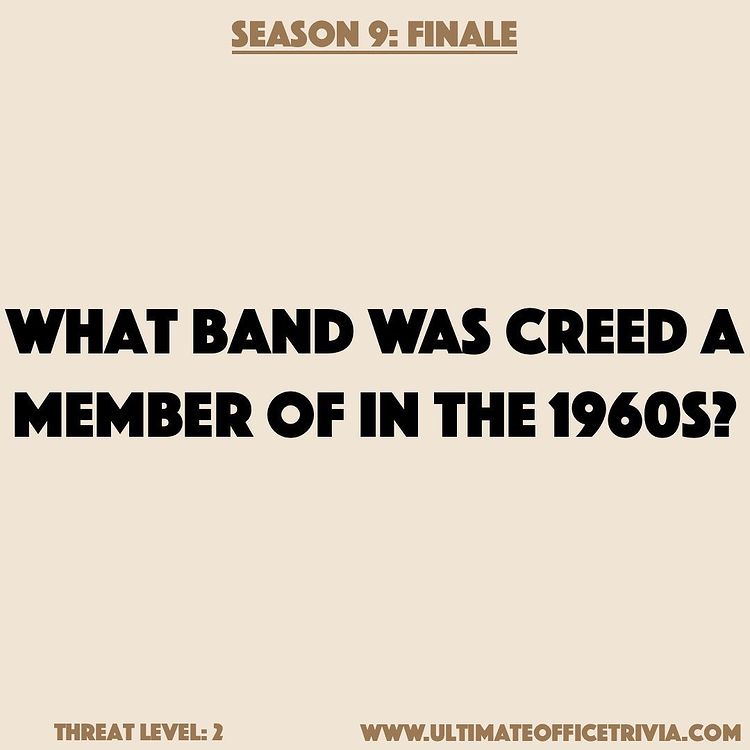 SEASON 9: FINALE
WHAT BAND WAS CREED A
MEMBER OF IN THE 1960S?
THREAT LEVEL: 2
WWW.ULTIMATEOFFICETRIVIA.COM